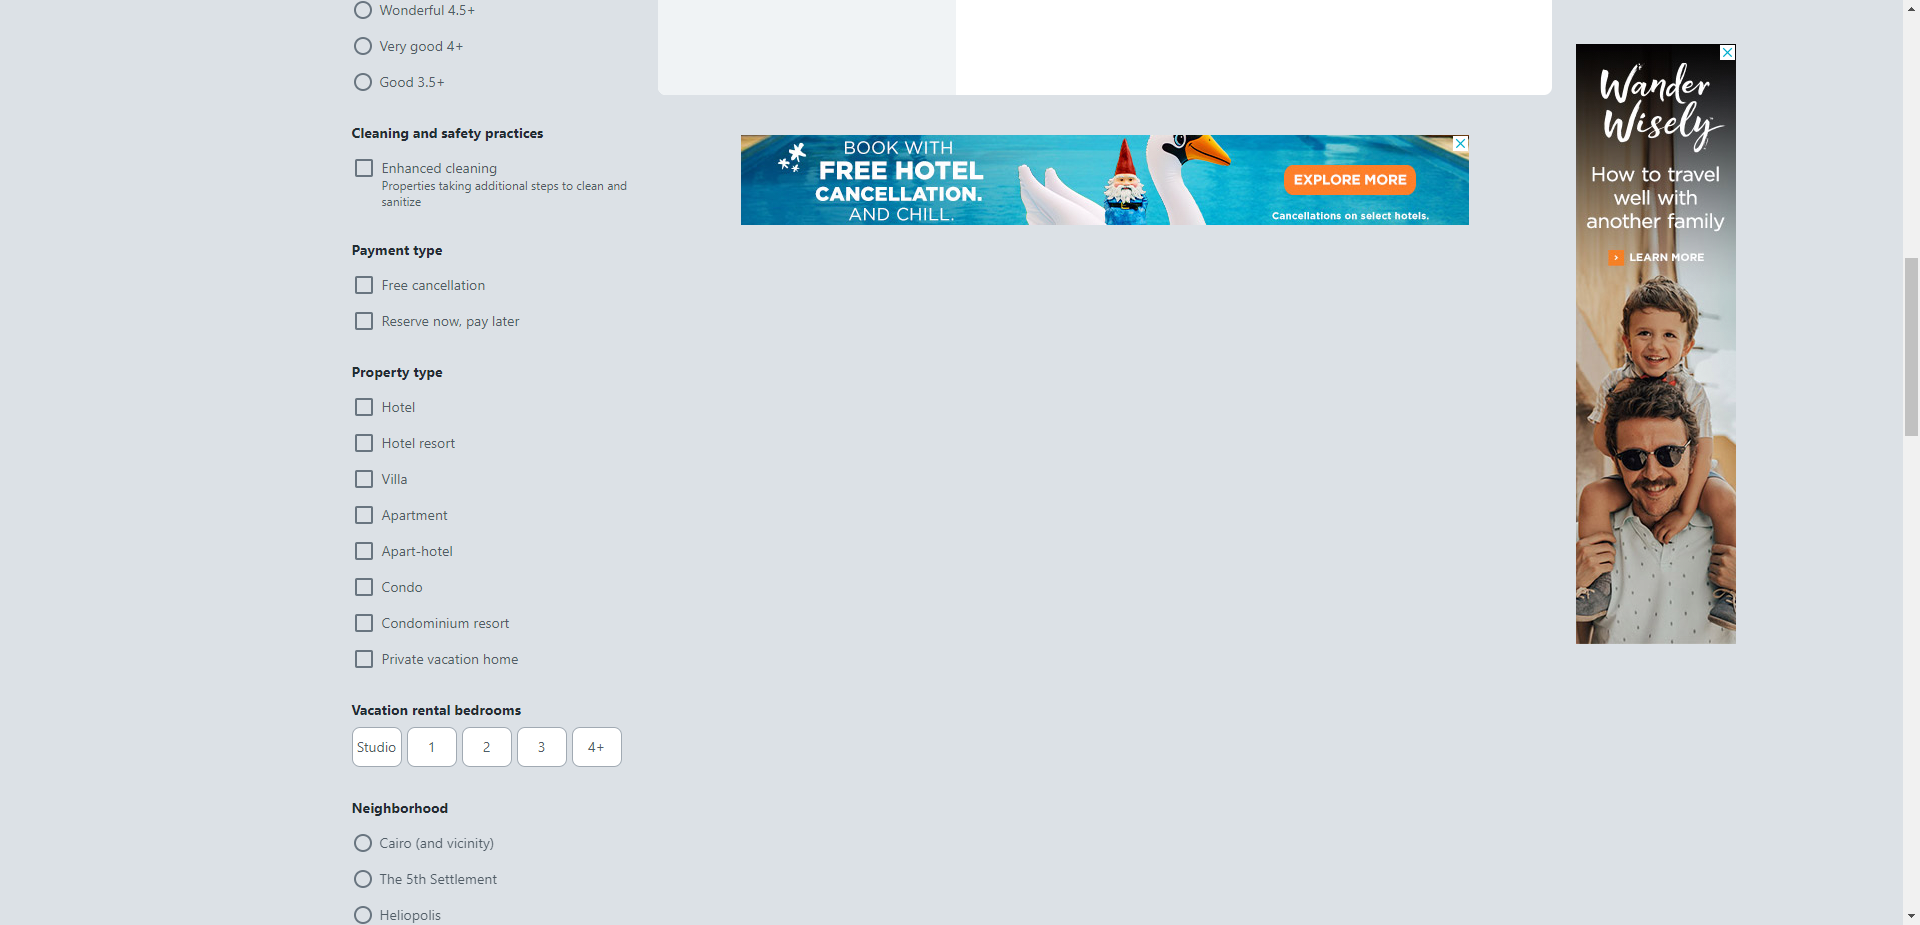 Wonderful 4.5+
Very good 4+
Good 3.5+
Cleaning and safety practices
Enhanced cleaning
Properties taking additional steps to clean and
sanitize
Payment type
Free cancellation
Reserve now, pay later
Property type
Hotel
Hotel resort
Villa
Apartment
Apart-hotel
Condo
Condominium resort
Private vacation home
Vacation rental bedrooms
Studio 1 2 3 4+
Neighborhood
Cairo (and vicinity)
The 5th Settlement
Heliopolis
BOOK WITH
FREE HOTEL
CANCELLATION.
AND CHILL.
EXPLORE MORE
Cancellations on select hotels.
Wander
Wisely™
How to travel
well with
another family
LEARN MORE